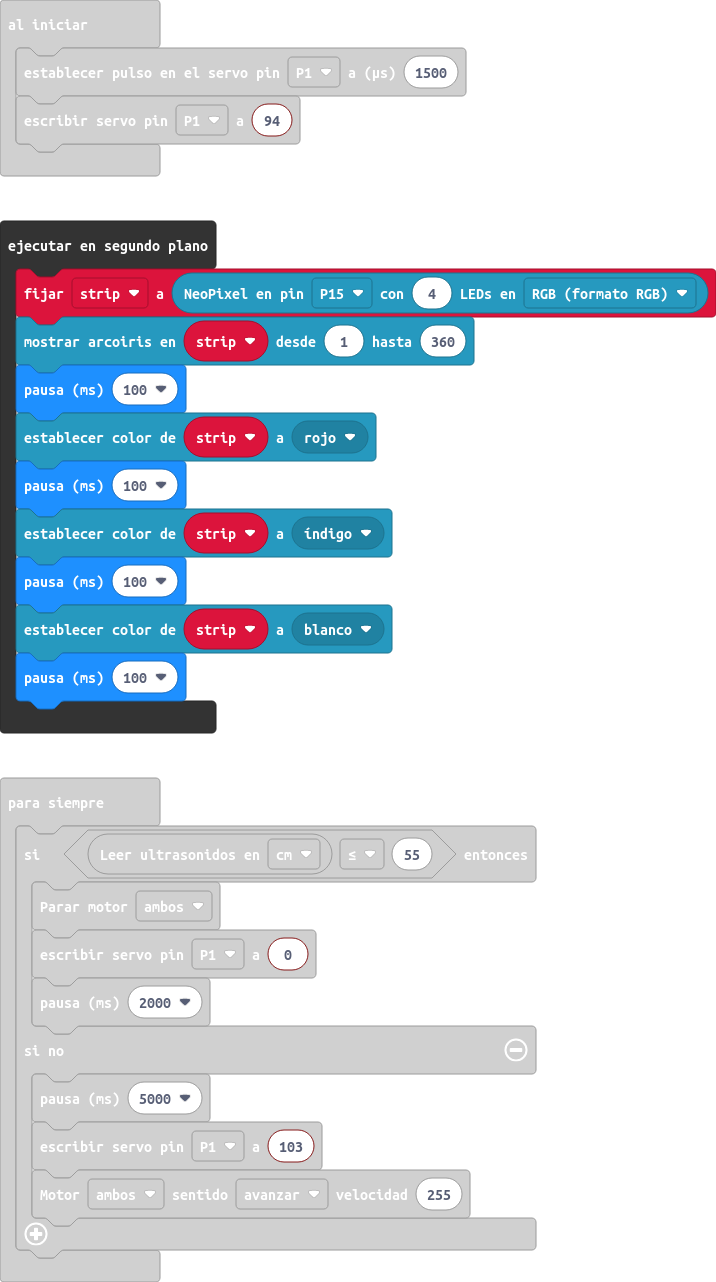 al iniciar
establecer pulso en el servo pin P1 a (µs) 1500
escribir servo pin P1 a 94
ejecutar en segundo plano
fijar strip a NeoPixel en pin P15 con 4 LEDs en RGB (formato RGB)
mostrar arcoiris en strip desde 1 hasta 360
pausa (ms) 100
establecer color de strip a rojo
pausa (ms) 100
establecer color de strip a índigo
pausa (ms) 100
establecer color de strip a blanco
pausa (ms) 100
para siempre
si Leer ultrasonidos en cm ≤ 55 entonces
Parar motor ambos
escribir servo pin P1 a 0
pausa (ms) 2000
si no
pausa (ms) 5000
escribir servo pin P1 a 103
Motor ambos sentido avanzar velocidad 255